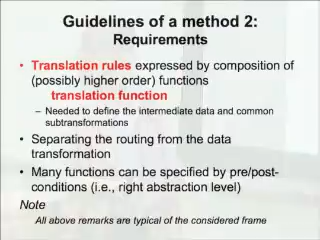 Guidelines of a method 2:
Requirements
• Translation rules expressed by composition of
(possibly higher order) functions
translation function
– Needed to define the intermediate data and common
subtransformations
• Separating the routing from the data
transformation
• Many functions can be specified by pre/post-
conditions (i.e., right abstraction level)
Note
All above remarks are typical of the considered frame